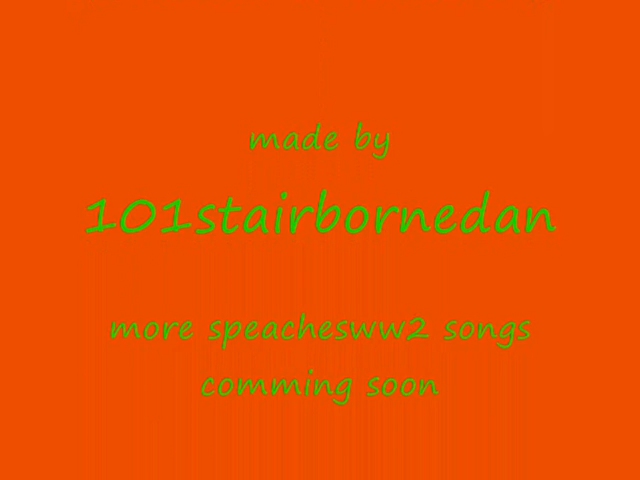 made by
101stairbornedan
more speachesww2 songs
comming soon